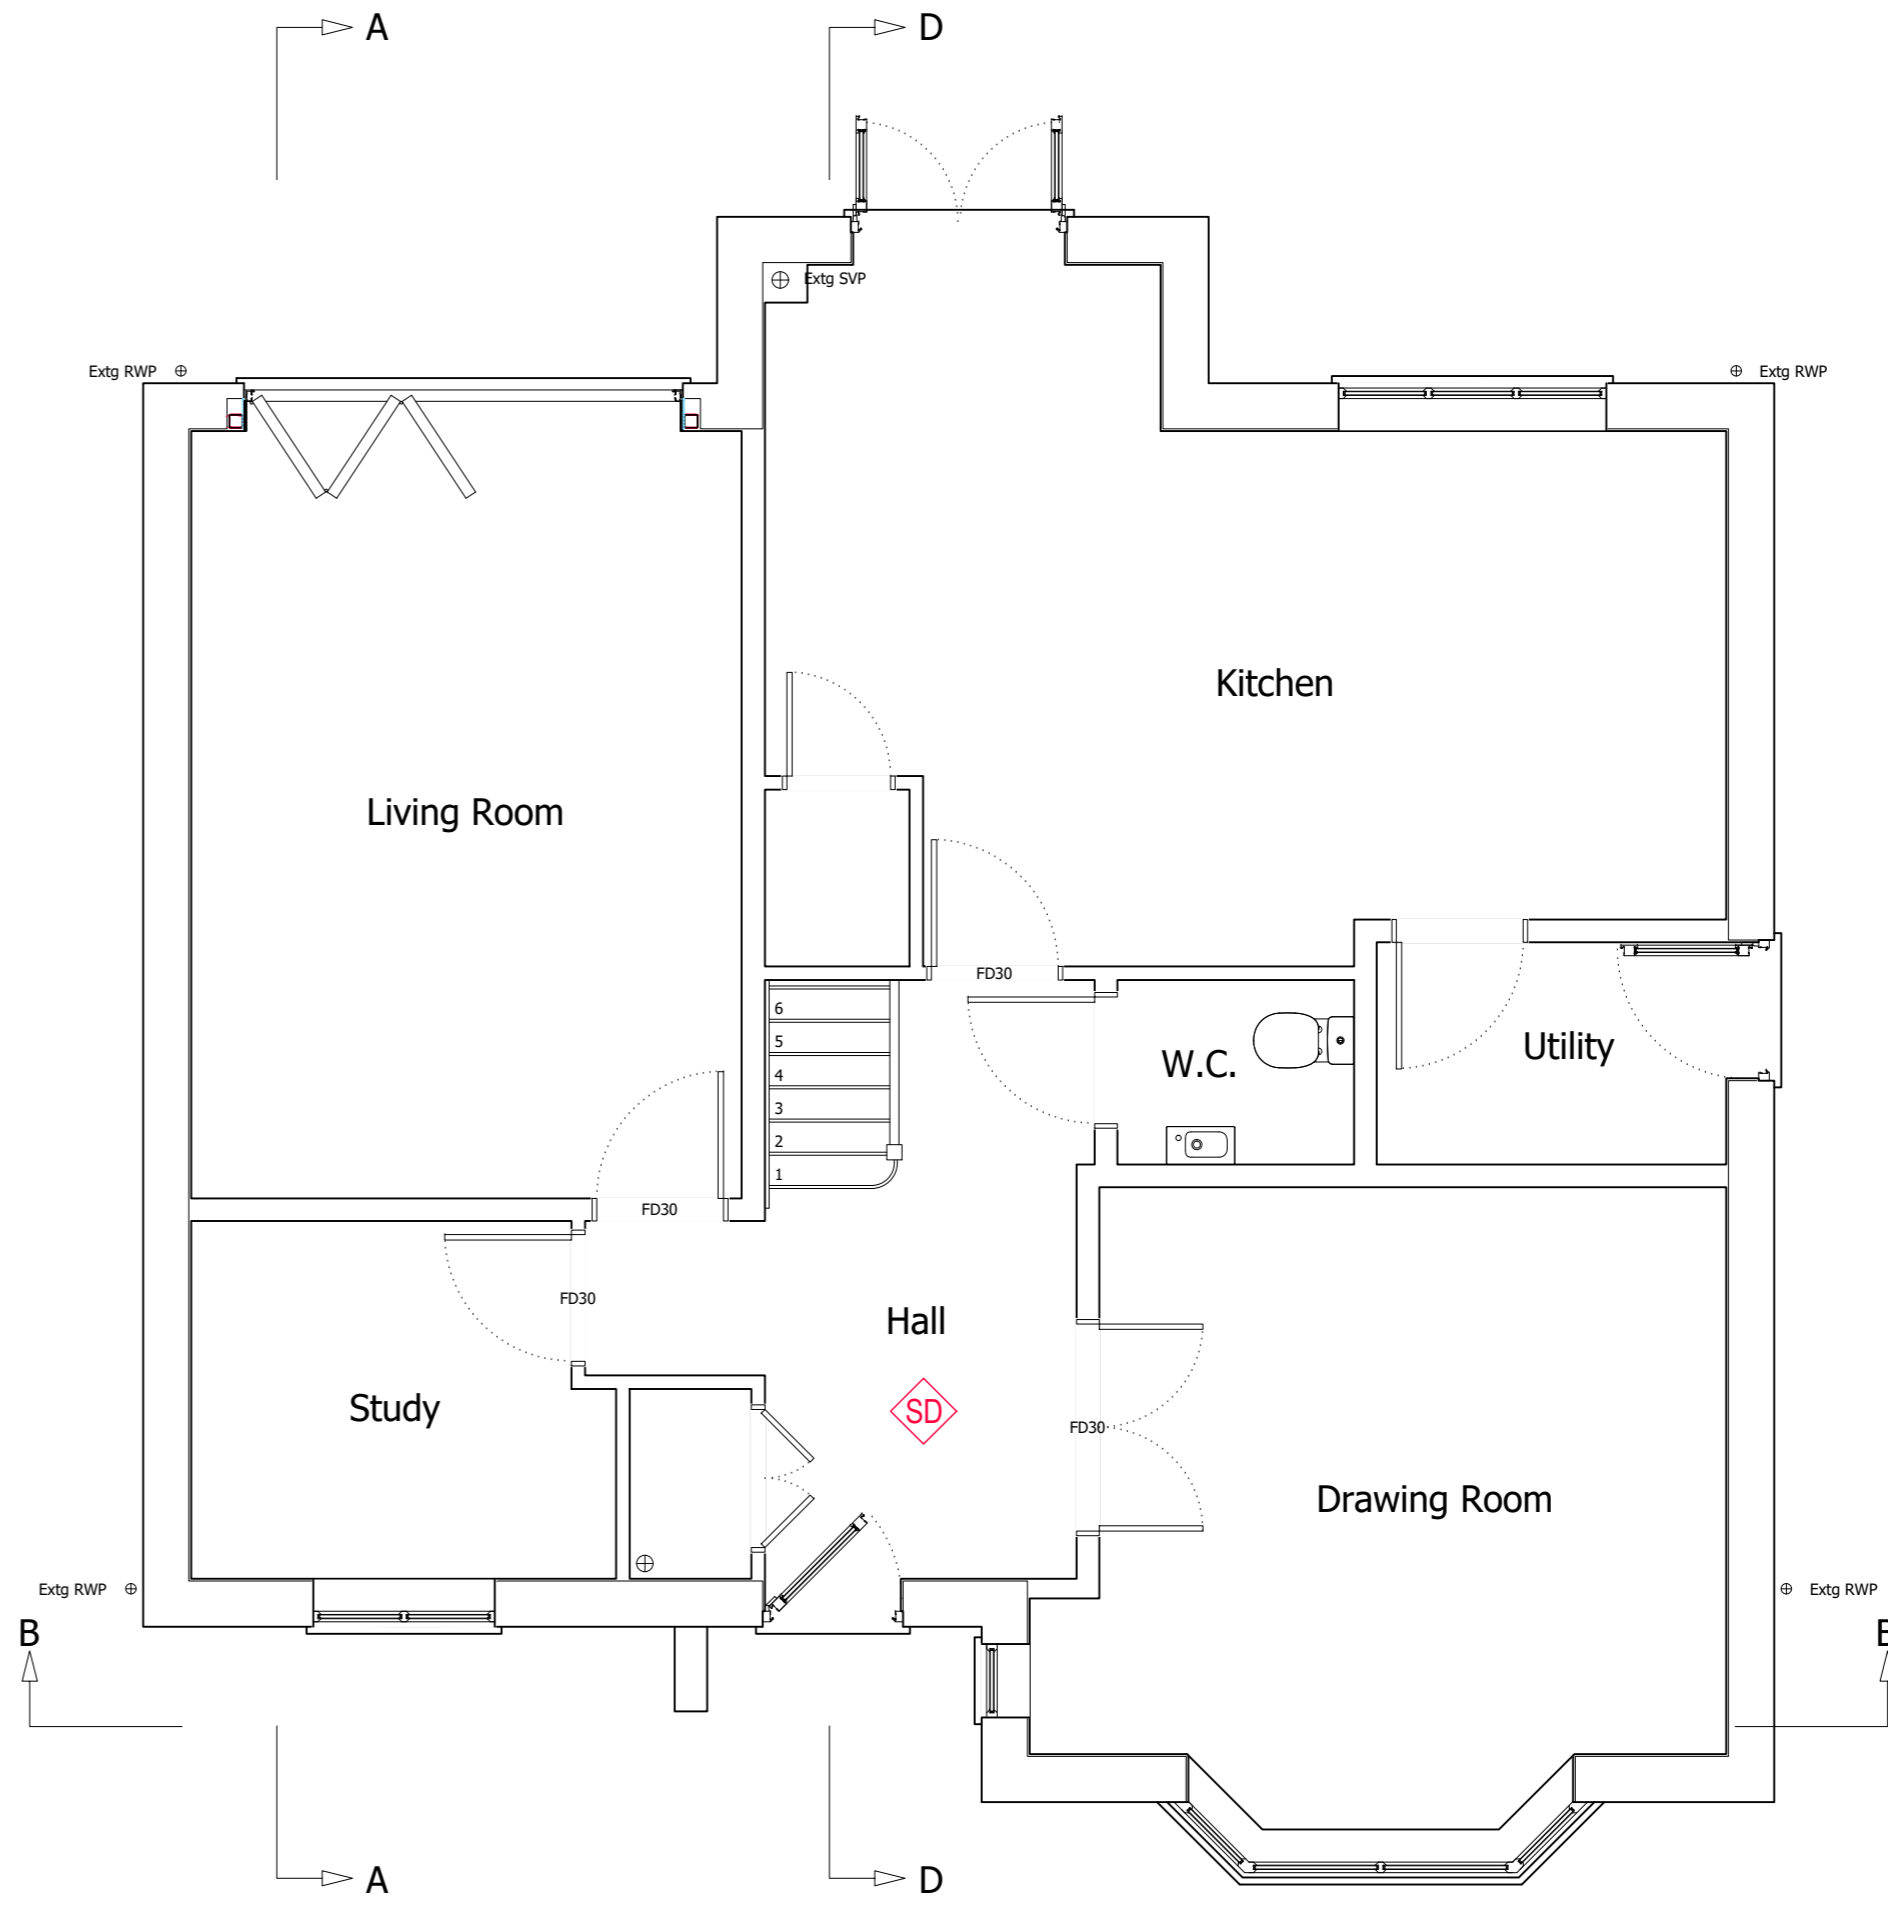 A
D
Extg SVP
Extg RWP
Extg RWP
Kitchen
Living Room
FD30
6
5
4
3
2
1
W.C.
Utility
FD30
FD30
Hall
Study
SD
FD30
Drawing Room
Extg RWP
Extg RWP
B
A
D